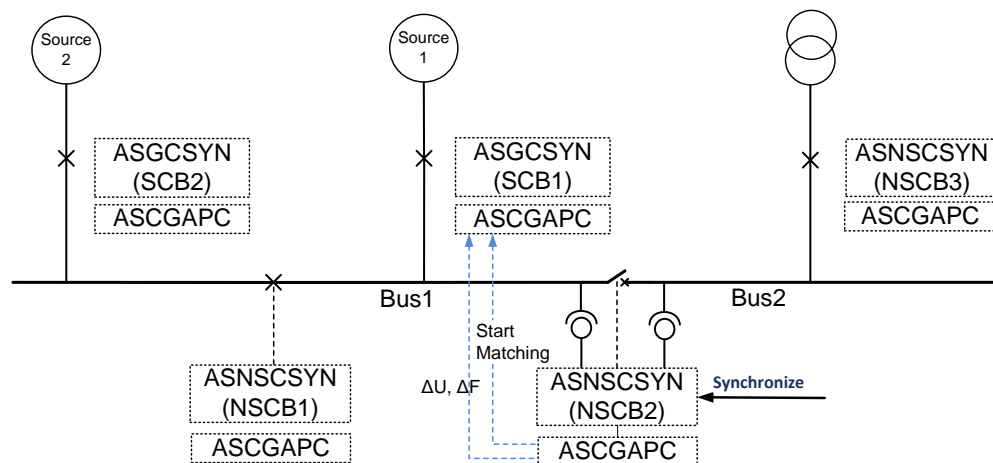 Source
2
Source
1
ASGCSYN
(SCB2)
ASCGAPC
ASGCSYN
(SCB1)
ASCGAPC
ASNSCSYN
(NSCB3)
ASCGAPC
Bus1
Bus2
Start
Matching
ΔU, ΔF
ASNSCSYN
(NSCB1)
ASCGAPC
ASNSCSYN
(NSCB2)
ASCGAPC
Synchronize